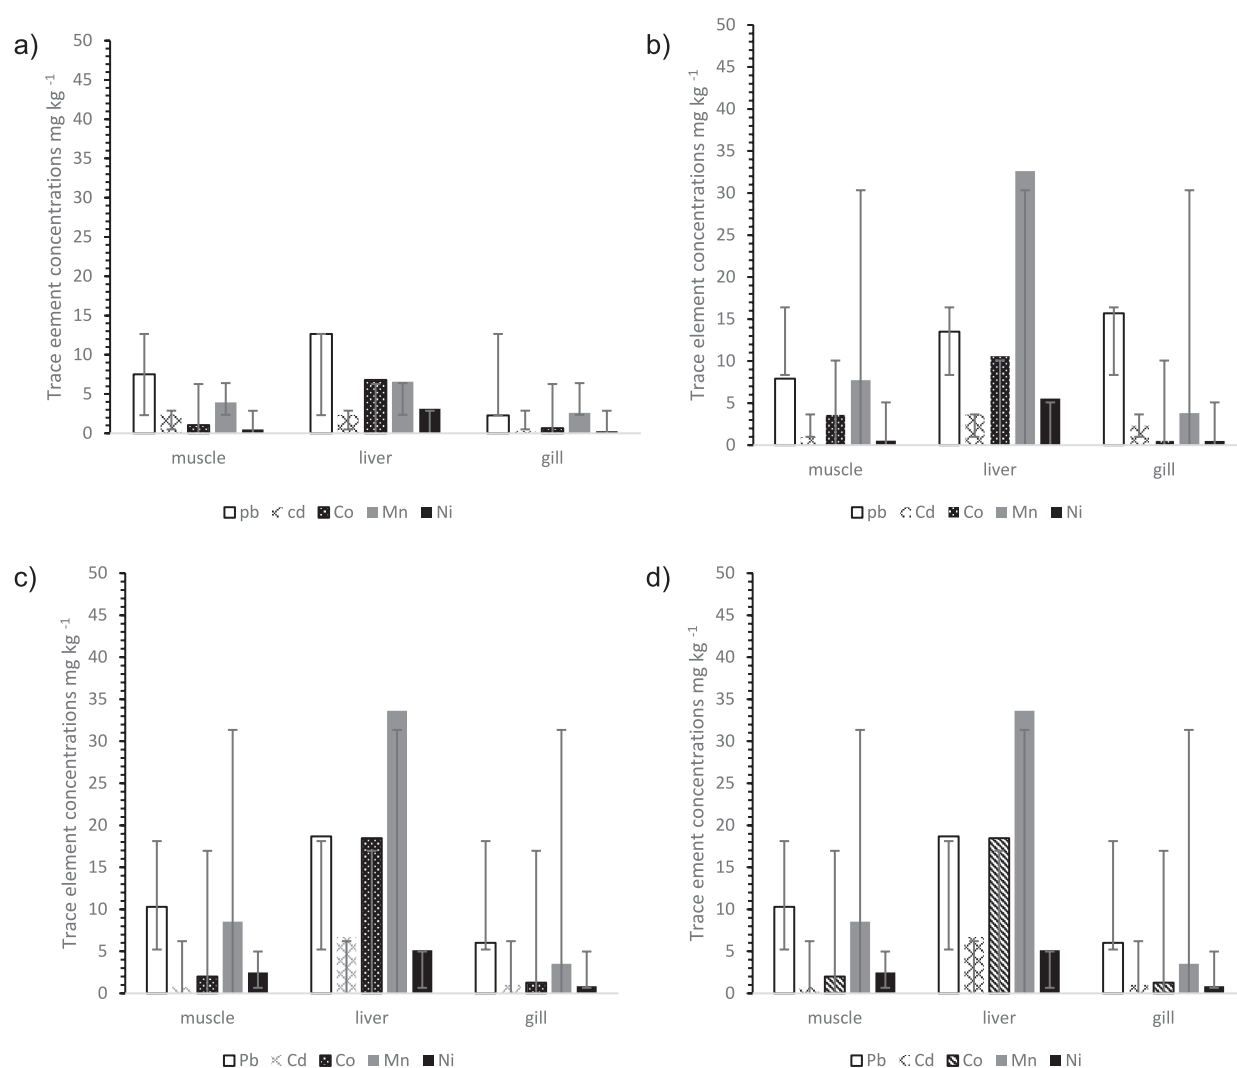 a)
Trace eement concentrations mg kg -1
50
45
40
35
30
25
20
15
10
5
0
muscle liver gill
pb cd Co Mn Ni
b)
Trace element concentrations mg kg -1
50
45
40
35
30
25
20
15
10
5
0
muscle liver gill
pb Cd Co Mn Ni
c)
Trace element concentrations mg kg -1
50
45
40
35
30
25
20
15
10
5
0
muscle liver gill
Pb Cd Co Mn Ni
d)
Trace ement concentrations mg kg -1
50
45
40
35
30
25
20
15
10
5
0
muscle liver gill
Pb Cd Co Mn Ni